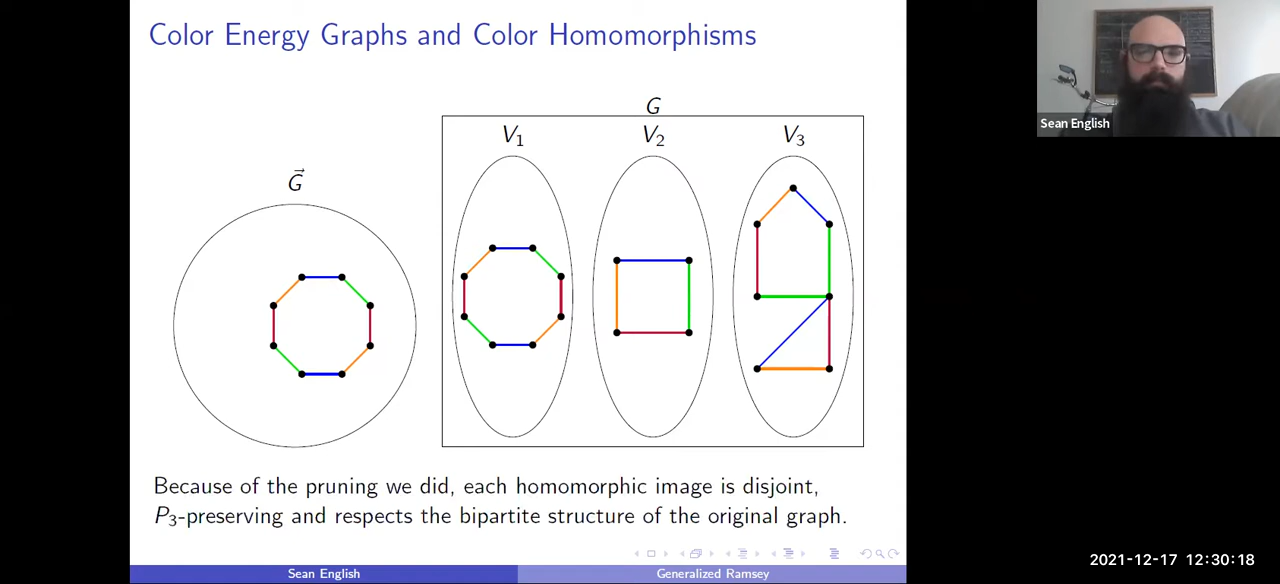 Color Energy Graphs and Color Homomorphisms
Sean English
G
V₁ V₂ V₃
G⃗
Because of the pruning we did, each homomorphic image is disjoint,
P₃-preserving and respects the bipartite structure of the original graph.
2021-12-17 12:30:18
Sean English Generalized Ramsey